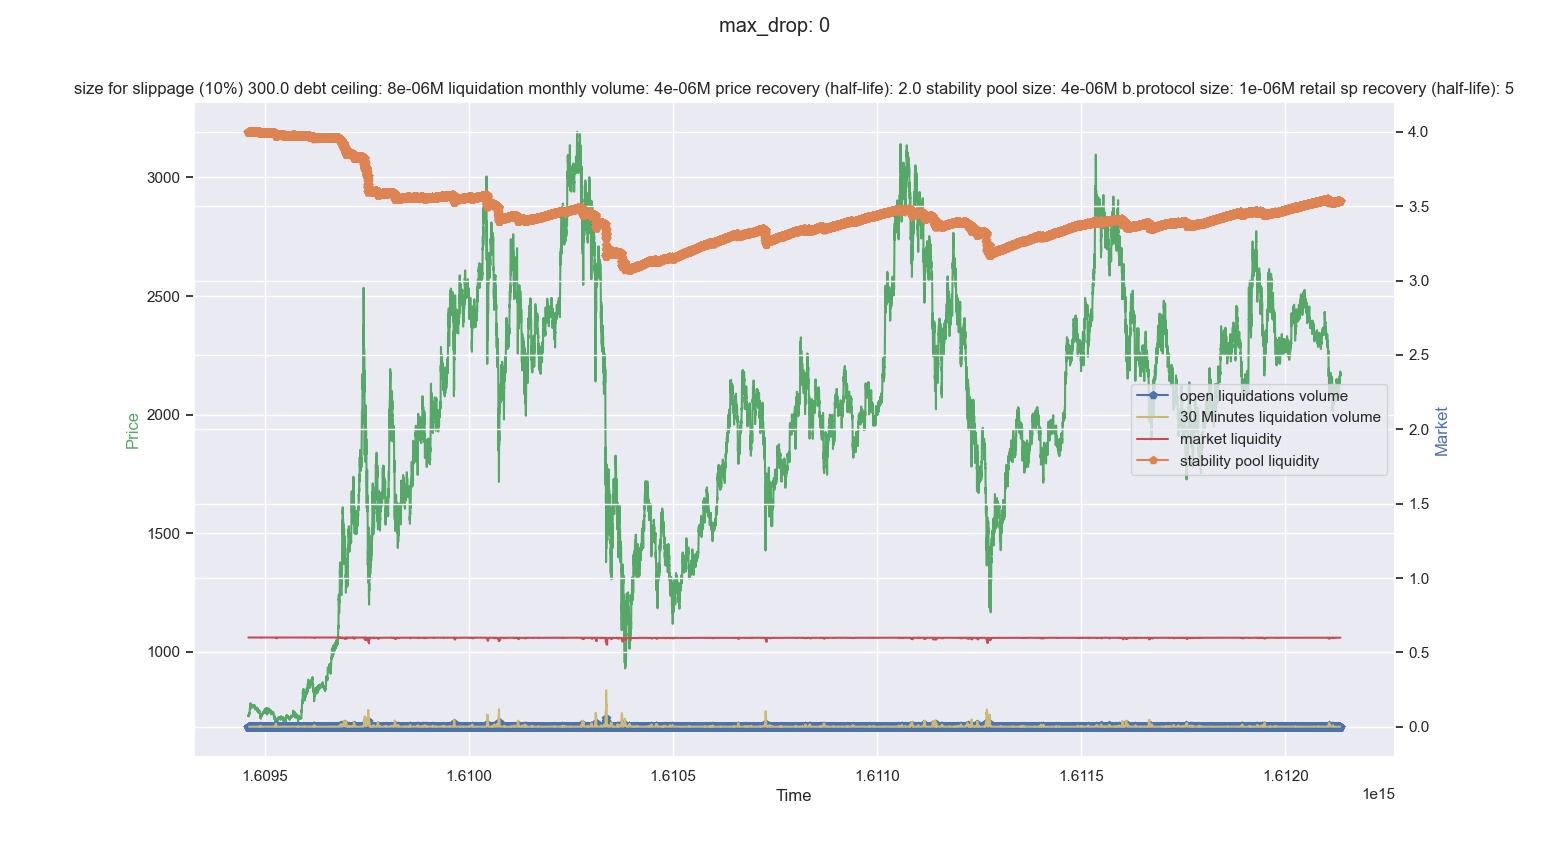 max_drop: 0
size for slippage (10%) 300.0 debt ceiling: 8e-06M liquidation monthly volume: 4e-06M price recovery (half-life): 2.0 stability pool size: 4e-06M b.protocol size: 1e-06M retail sp recovery (half-life): 5
3000
2500
2000
1500
1000
Price
4.0
3.5
3.0
2.5
2.0
1.5
1.0
0.5
0.0
Market
open liquidations volume
30 Minutes liquidation volume
market liquidity
stability pool liquidity
1.6095 1.6100 1.6105 1.6110 1.6115 1.6120
Time
1e15